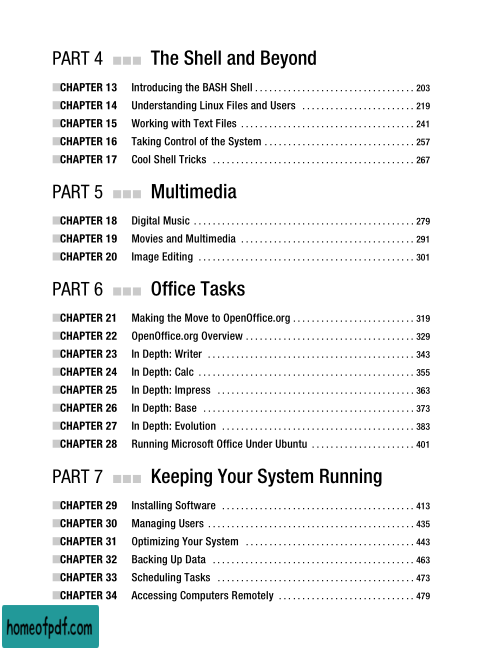 PART 4 The Shell and Beyond
CHAPTER 13 Introducing the BASH Shell . . . . . . . . . . . . . . . . . . . . . . . . . . . . . . . . . . 203
CHAPTER 14 Understanding Linux Files and Users . . . . . . . . . . . . . . . . . . . . . . . . 219
CHAPTER 15 Working with Text Files . . . . . . . . . . . . . . . . . . . . . . . . . . . . . . . . . . . . . 241
CHAPTER 16 Taking Control of the System . . . . . . . . . . . . . . . . . . . . . . . . . . . . . . . . 257
CHAPTER 17 Cool Shell Tricks . . . . . . . . . . . . . . . . . . . . . . . . . . . . . . . . . . . . . . . . . . . 267
PART 5 Multimedia
CHAPTER 18 Digital Music . . . . . . . . . . . . . . . . . . . . . . . . . . . . . . . . . . . . . . . . . . . . . . . 279
CHAPTER 19 Movies and Multimedia . . . . . . . . . . . . . . . . . . . . . . . . . . . . . . . . . . . . . 291
CHAPTER 20 Image Editing . . . . . . . . . . . . . . . . . . . . . . . . . . . . . . . . . . . . . . . . . . . . . . 301
PART 6 Office Tasks
CHAPTER 21 Making the Move to OpenOffice.org . . . . . . . . . . . . . . . . . . . . . . . . . . 319
CHAPTER 22 OpenOffice.org Overview . . . . . . . . . . . . . . . . . . . . . . . . . . . . . . . . . . . . 329
CHAPTER 23 In Depth: Writer . . . . . . . . . . . . . . . . . . . . . . . . . . . . . . . . . . . . . . . . . . . . 343
CHAPTER 24 In Depth: Calc . . . . . . . . . . . . . . . . . . . . . . . . . . . . . . . . . . . . . . . . . . . . . . 355
CHAPTER 25 In Depth: Impress . . . . . . . . . . . . . . . . . . . . . . . . . . . . . . . . . . . . . . . . . . 363
CHAPTER 26 In Depth: Base . . . . . . . . . . . . . . . . . . . . . . . . . . . . . . . . . . . . . . . . . . . . . 373
CHAPTER 27 In Depth: Evolution . . . . . . . . . . . . . . . . . . . . . . . . . . . . . . . . . . . . . . . . . 383
CHAPTER 28 Running Microsoft Office Under Ubuntu . . . . . . . . . . . . . . . . . . . . . . 401
PART 7 Keeping Your System Running
CHAPTER 29 Installing Software . . . . . . . . . . . . . . . . . . . . . . . . . . . . . . . . . . . . . . . . . 413
CHAPTER 30 Managing Users . . . . . . . . . . . . . . . . . . . . . . . . . . . . . . . . . . . . . . . . . . . . 435
CHAPTER 31 Optimizing Your System . . . . . . . . . . . . . . . . . . . . . . . . . . . . . . . . . . . . 443
CHAPTER 32 Backing Up Data . . . . . . . . . . . . . . . . . . . . . . . . . . . . . . . . . . . . . . . . . . . 463
CHAPTER 33 Scheduling Tasks . . . . . . . . . . . . . . . . . . . . . . . . . . . . . . . . . . . . . . . . . . 473
CHAPTER 34 Accessing Computers Remotely . . . . . . . . . . . . . . . . . . . . . . . . . . . . . 479
homeofpdf.com